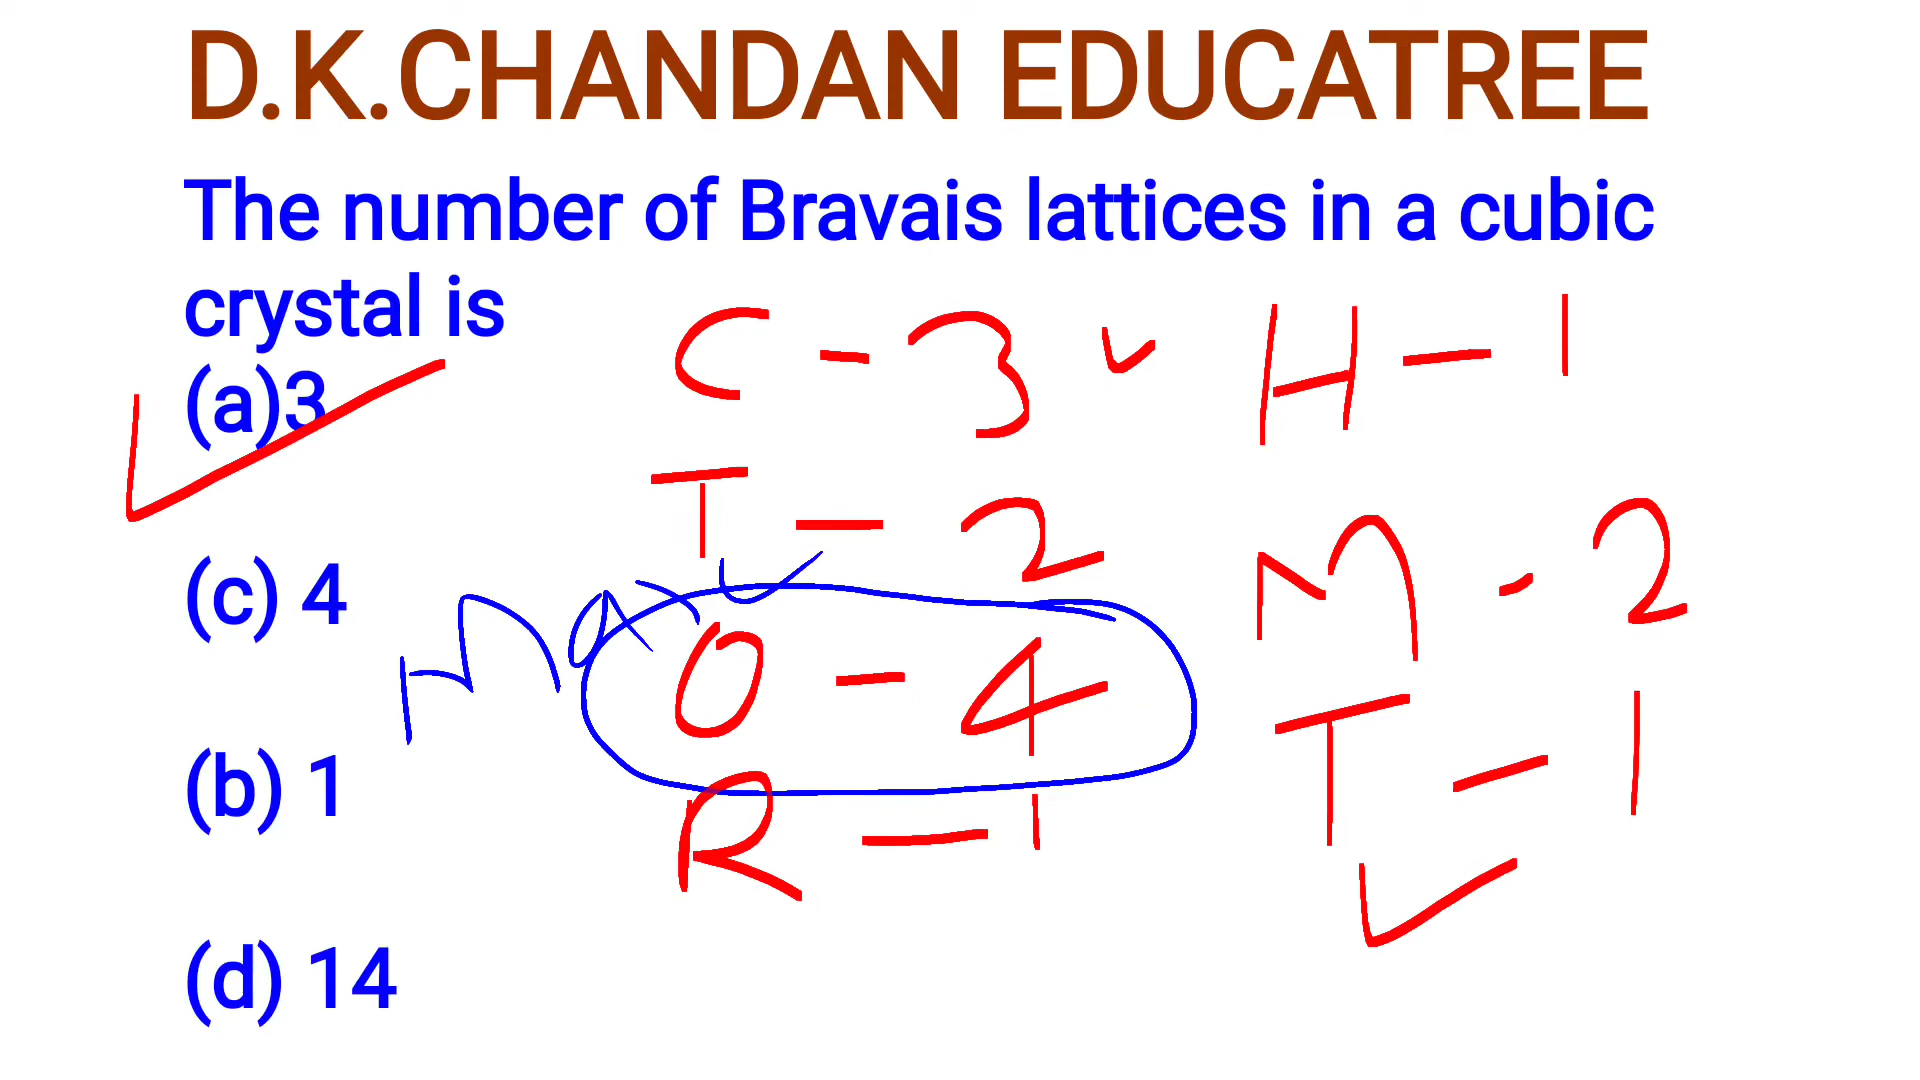 D.K.CHANDAN EDUCATREE
The number of Bravais lattices in a cubic
crystal is
(a)3
C - 3 H - 1
T - 2
(c) 4
M - 2
Max
O - 4
(b) 1
T - 1
R - 1
(d) 14